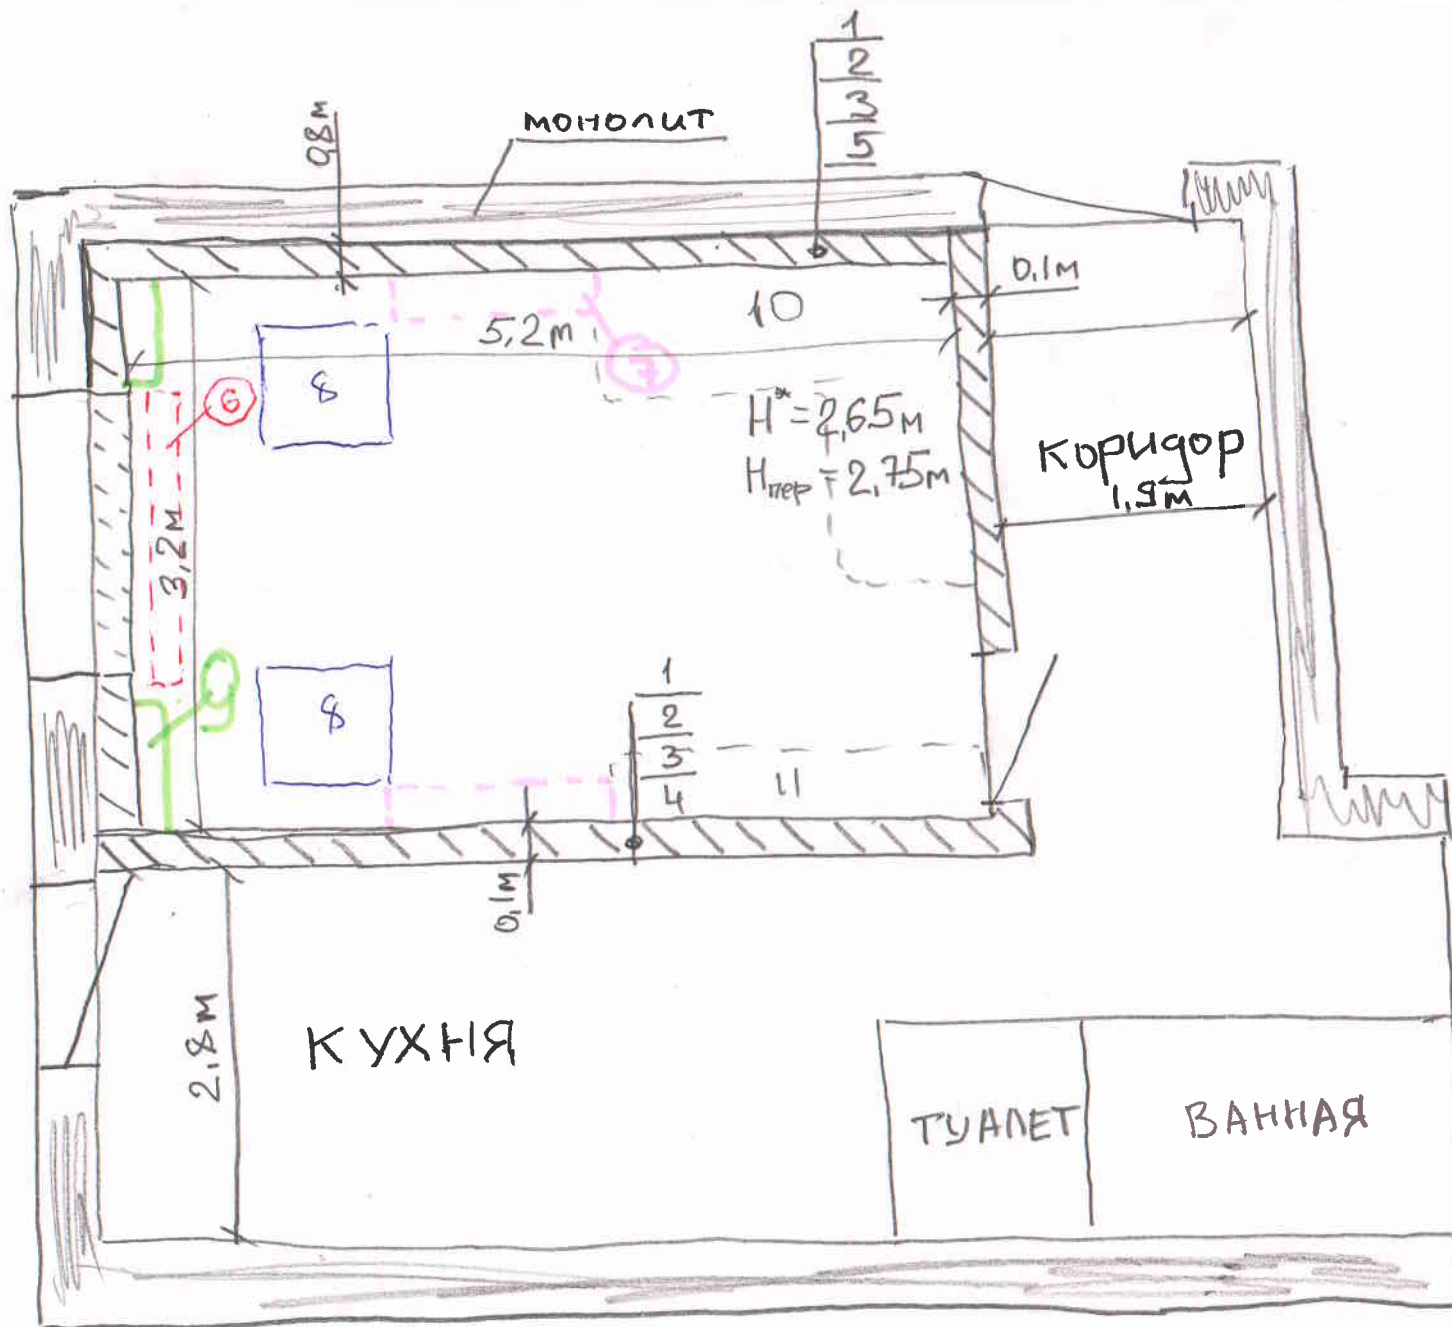 1
2
3
5
0,8м
монолит
0,1м
10
5,2м
7
6
8
H* = 2,65м
Hпер = 2,75м
коридор
1,9м
3,2м
9
8
1
2
3
4
11
0,1м
2,8м
КУХНЯ
ТУАЛЕТ
ВАННАЯ